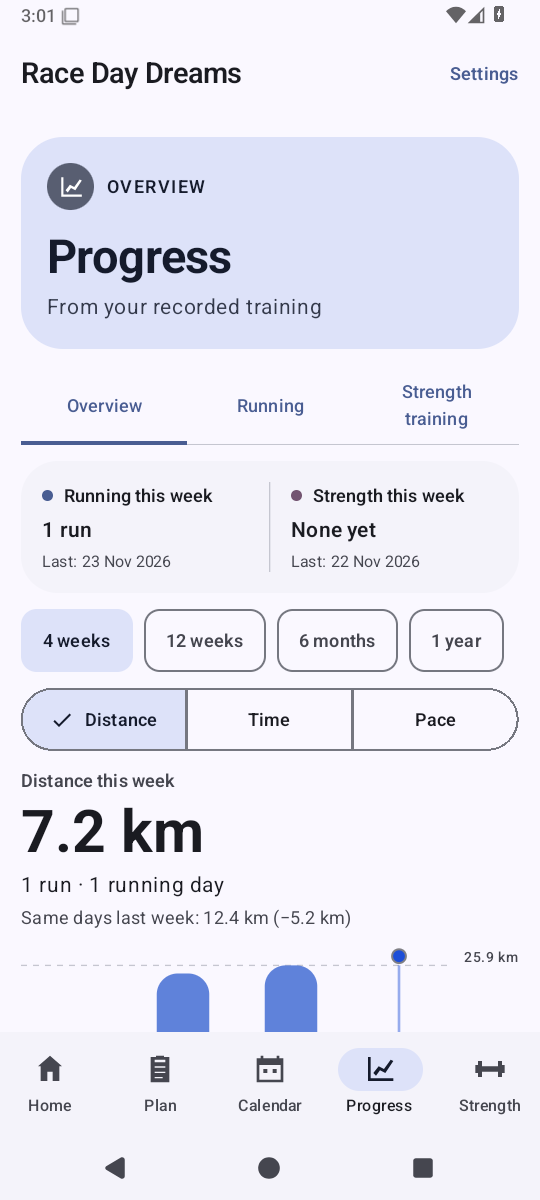 3:01
Race Day Dreams
Settings
OVERVIEW
Progress
From your recorded training
Overview
Running
Strength
training
Running this week
1 run
Last: 23 Nov 2026
Strength this week
None yet
Last: 22 Nov 2026
4 weeks
12 weeks
6 months
1 year
Distance
Time
Pace
Distance this week
7.2 km
1 run · 1 running day
Same days last week: 12.4 km (−5.2 km)
25.9 km
Home
Plan
Calendar
Progress
Strength